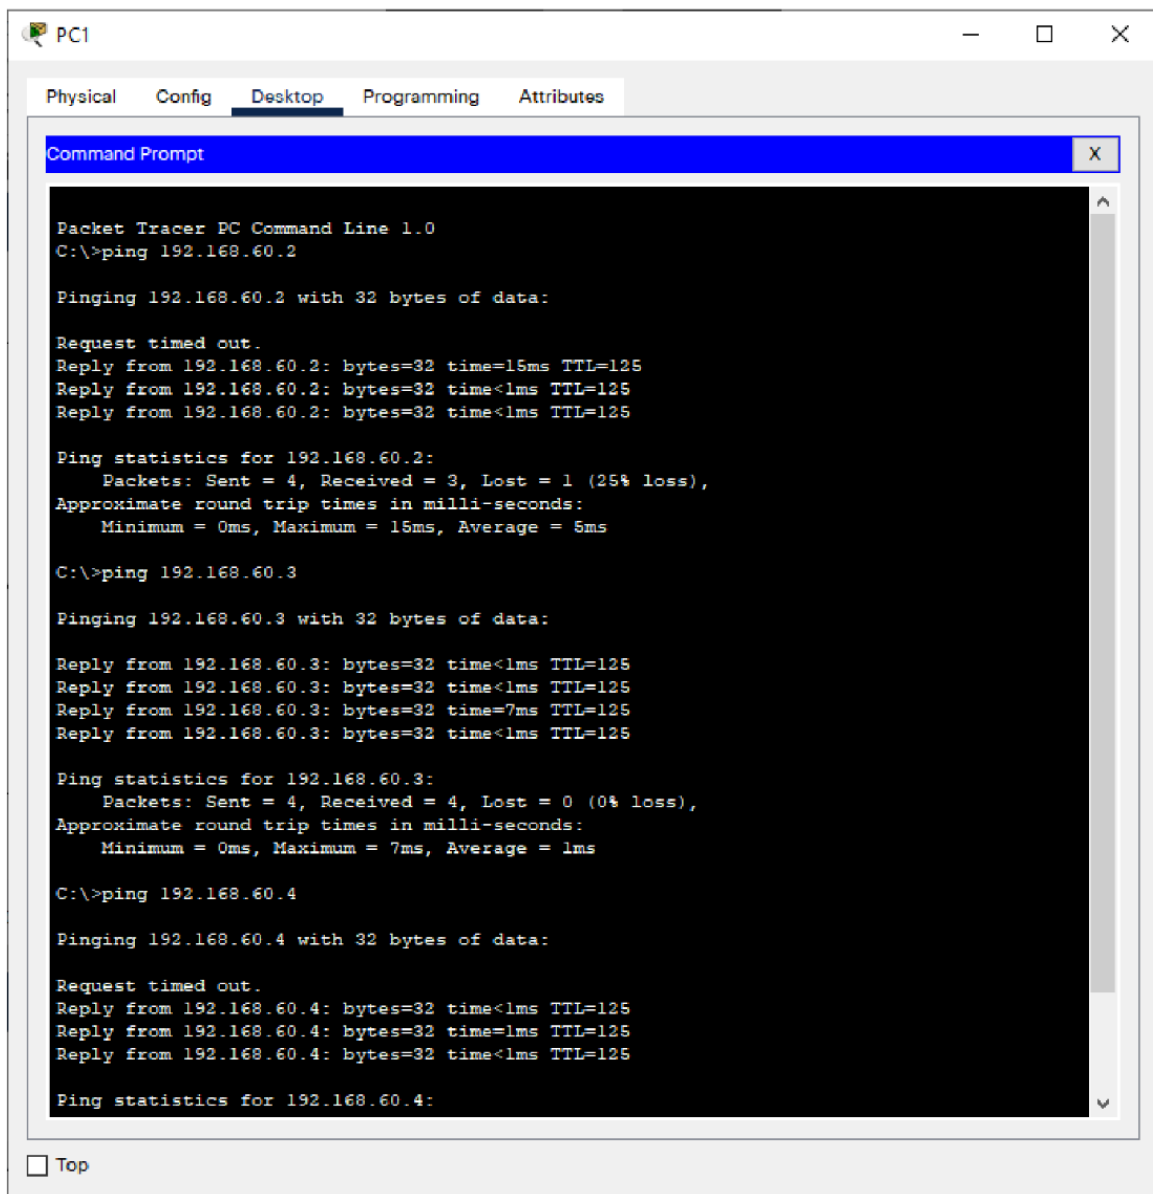 PC1
Physical Config Desktop Programming Attributes
Command Prompt X
Packet Tracer PC Command Line 1.0
C:\>ping 192.168.60.2
Pinging 192.168.60.2 with 32 bytes of data:
Request timed out.
Reply from 192.168.60.2: bytes=32 time=15ms TTL=125
Reply from 192.168.60.2: bytes=32 time<1ms TTL=125
Reply from 192.168.60.2: bytes=32 time<1ms TTL=125
Ping statistics for 192.168.60.2:
    Packets: Sent = 4, Received = 3, Lost = 1 (25% loss),
Approximate round trip times in milli-seconds:
    Minimum = 0ms, Maximum = 15ms, Average = 5ms
C:\>ping 192.168.60.3
Pinging 192.168.60.3 with 32 bytes of data:
Reply from 192.168.60.3: bytes=32 time<1ms TTL=125
Reply from 192.168.60.3: bytes=32 time<1ms TTL=125
Reply from 192.168.60.3: bytes=32 time=7ms TTL=125
Reply from 192.168.60.3: bytes=32 time<1ms TTL=125
Ping statistics for 192.168.60.3:
    Packets: Sent = 4, Received = 4, Lost = 0 (0% loss),
Approximate round trip times in milli-seconds:
    Minimum = 0ms, Maximum = 7ms, Average = 1ms
C:\>ping 192.168.60.4
Pinging 192.168.60.4 with 32 bytes of data:
Request timed out.
Reply from 192.168.60.4: bytes=32 time<1ms TTL=125
Reply from 192.168.60.4: bytes=32 time=1ms TTL=125
Reply from 192.168.60.4: bytes=32 time<1ms TTL=125
Ping statistics for 192.168.60.4:
Top